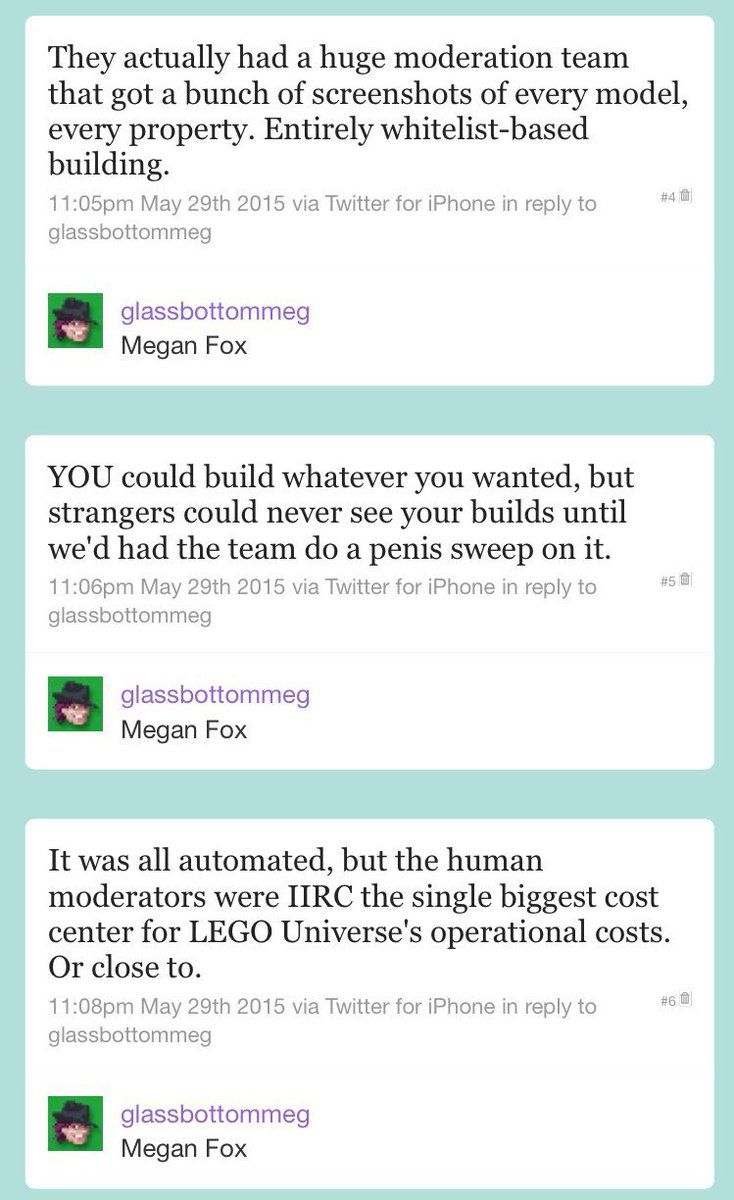 They actually had a huge moderation team
that got a bunch of screenshots of every model,
every property. Entirely whitelist-based
building.
11:05pm May 29th 2015 via Twitter for iPhone in reply to
glassbottommeg
#4
glassbottommeg
Megan Fox
YOU could build whatever you wanted, but
strangers could never see your builds until
we'd had the team do a penis sweep on it.
11:06pm May 29th 2015 via Twitter for iPhone in reply to
glassbottommeg
#5
glassbottommeg
Megan Fox
It was all automated, but the human
moderators were IIRC the single biggest cost
center for LEGO Universe's operational costs.
Or close to.
11:08pm May 29th 2015 via Twitter for iPhone in reply to
glassbottommeg
#6
glassbottommeg
Megan Fox